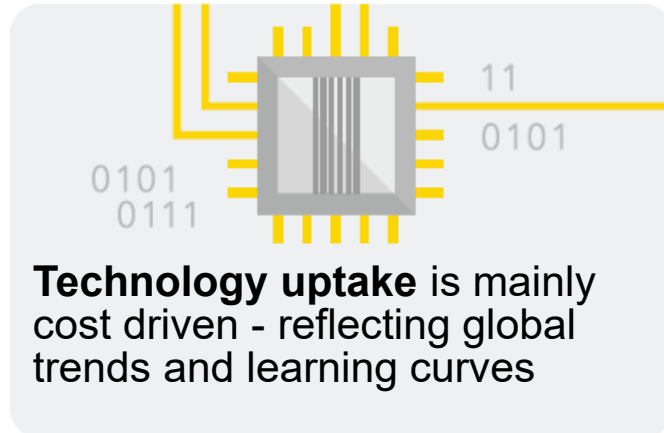 11
0101
0101
0111
Technology uptake is mainly
cost driven - reflecting global
trends and learning curves